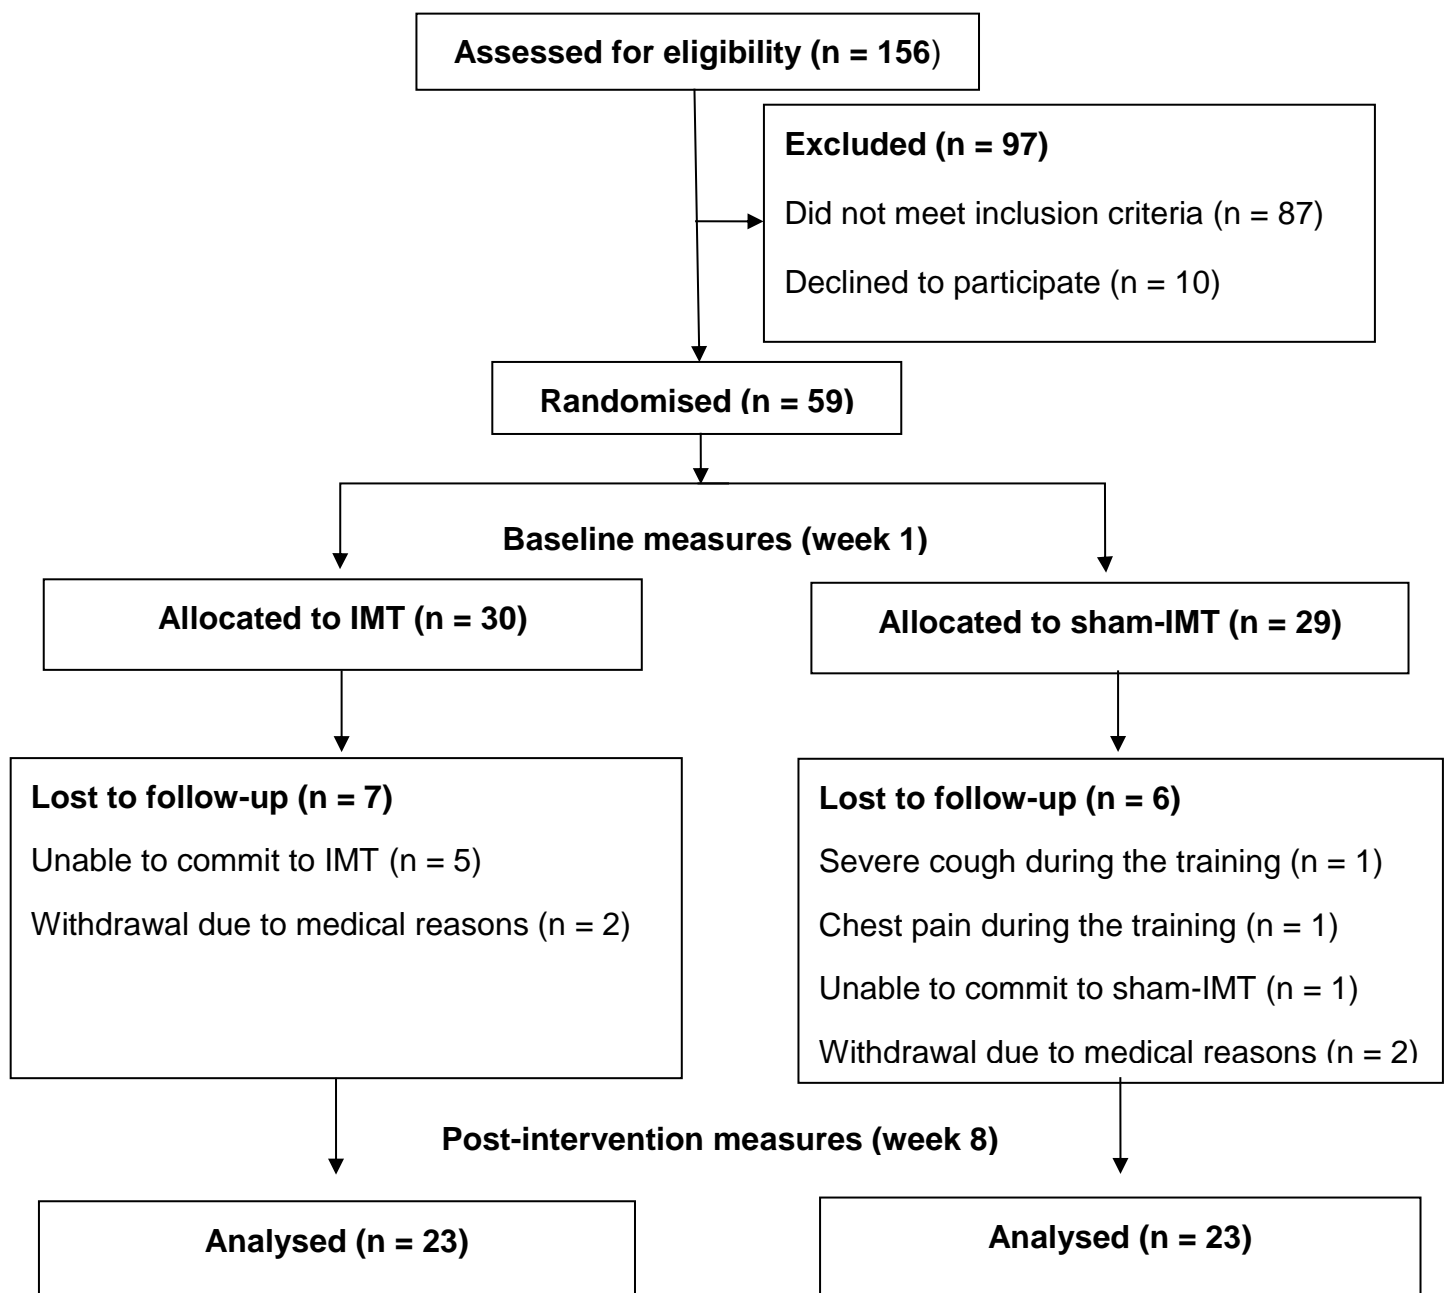 Assessed for eligibility (n = 156)
Excluded (n = 97)
Did not meet inclusion criteria (n = 87)
Declined to participate (n = 10)
Randomised (n = 59)
Baseline measures (week 1)
Allocated to IMT (n = 30)
Allocated to sham-IMT (n = 29)
Lost to follow-up (n = 7)
Unable to commit to IMT (n = 5)
Withdrawal due to medical reasons (n = 2)
Lost to follow-up (n = 6)
Severe cough during the training (n = 1)
Chest pain during the training (n = 1)
Unable to commit to sham-IMT (n = 1)
Withdrawal due to medical reasons (n = 2)
Post-intervention measures (week 8)
Analysed (n = 23)
Analysed (n = 23)